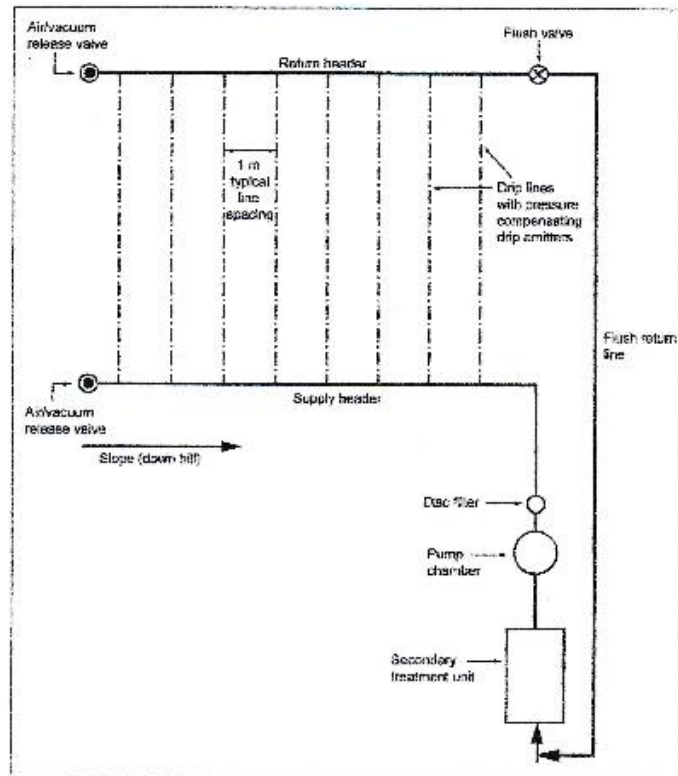 Air/vacuum
release valve
Flush valve
Return header
1 m
typical
line
spacing
Drip lines
with pressure
compensating
drip emitters
Flush return
line
Supply header
Air/vacuum
release valve
Slope (down hill)
Disc filter
Pump
chamber
Secondary
treatment unit